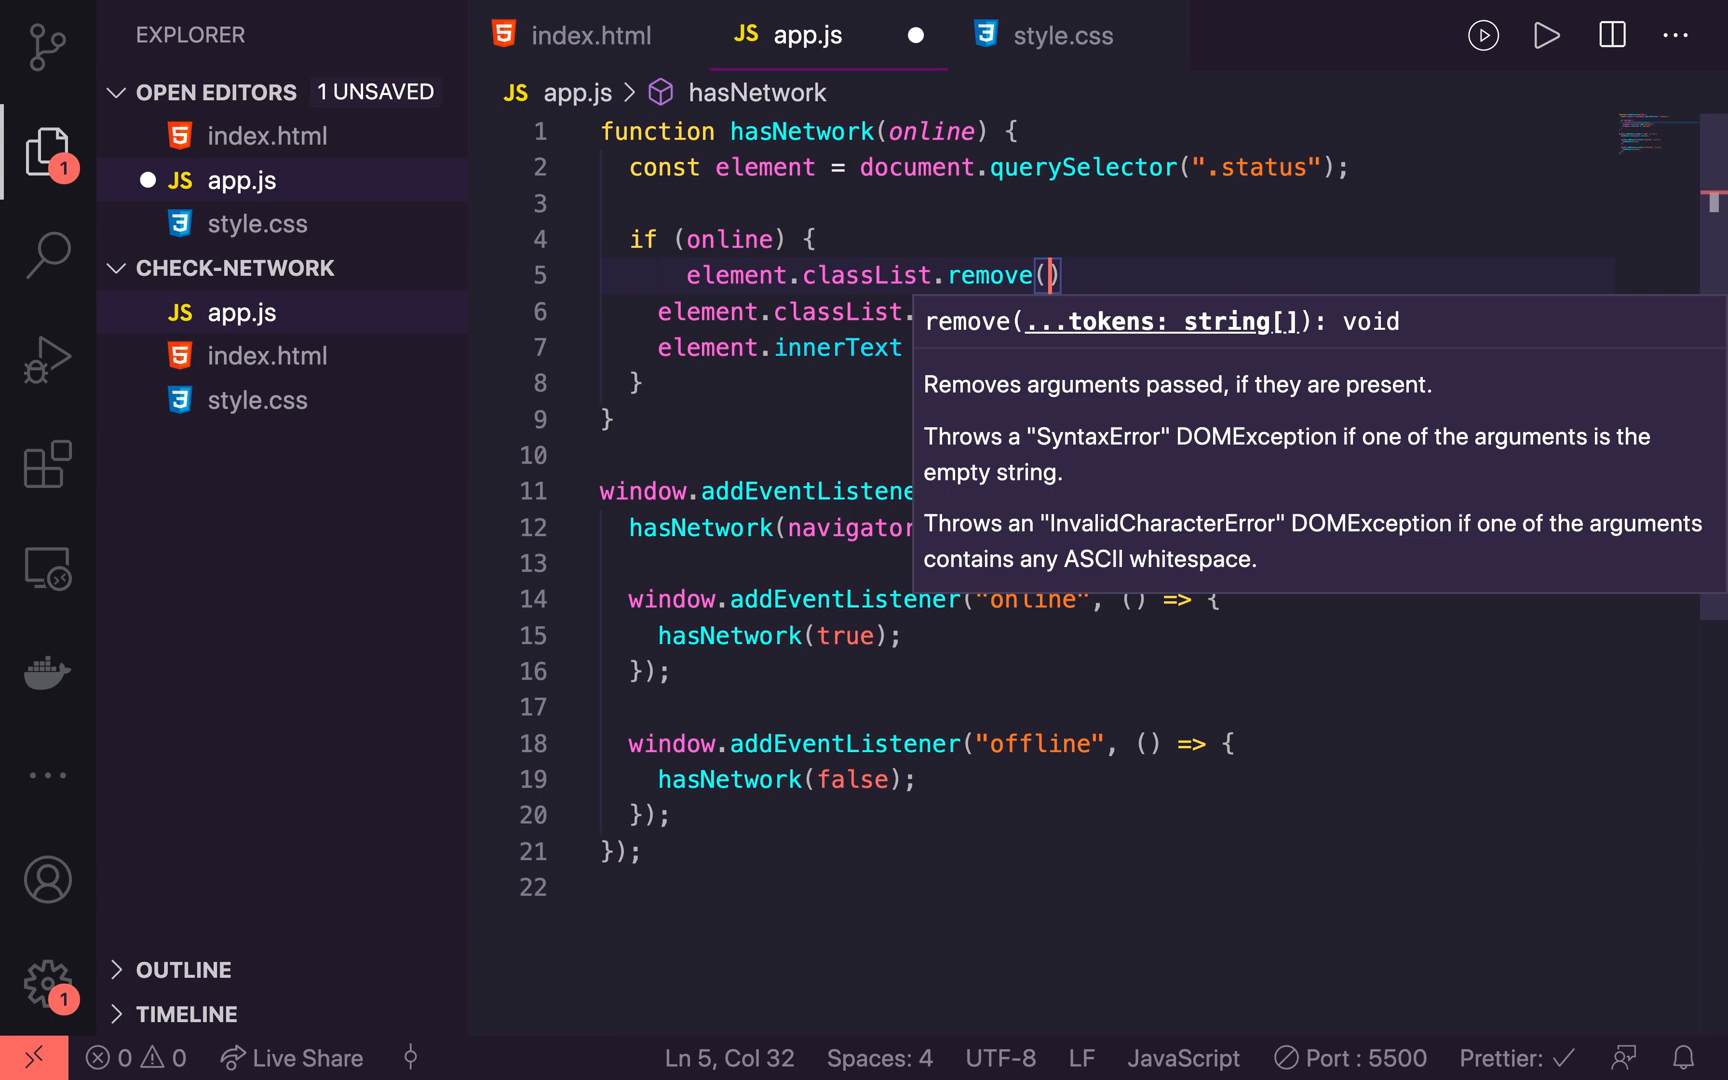 EXPLORER
OPEN EDITORS 1 UNSAVED
index.html
JS app.js
style.css
CHECK-NETWORK
JS app.js
index.html
style.css
OUTLINE
TIMELINE
1
1
index.html
JS app.js
style.css
JS app.js > hasNetwork
1 function hasNetwork(online) {
2 const element = document.querySelector(".status");
3
4 if (online) {
5 element.classList.remove()
6 element.classList.
7 element.innerText
8 }
9 }
10
11 window.addEventListene
12 hasNetwork(navigator
13
14 window.addEventListener("online", () => {
15 hasNetwork(true);
16 });
17
18 window.addEventListener("offline", () => {
19 hasNetwork(false);
20 });
21 });
22
remove(...tokens: string[]): void
Removes arguments passed, if they are present.
Throws a "SyntaxError" DOMException if one of the arguments is the
empty string.
Throws an "InvalidCharacterError" DOMException if one of the arguments
contains any ASCII whitespace.
0 0 Live Share Ln 5, Col 32 Spaces: 4 UTF-8 LF JavaScript Port : 5500 Prettier: ✓